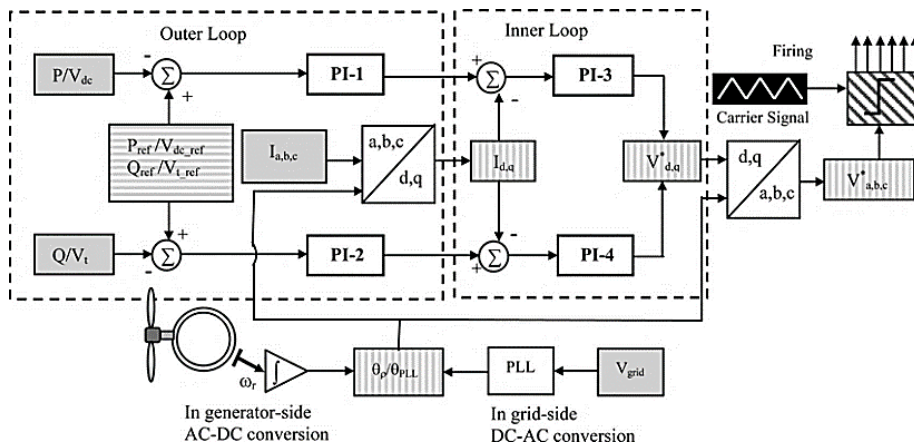 Outer Loop
Inner Loop
Firing
Carrier Signal
P/Vdc
-
Σ
+
PI-1
+
Σ
-
PI-3
Pref /Vdc_ref
Qref/Vt_ref
Ia,b,c
a,b,c
d,q
Id,q
V*d,q
d,q
a,b,c
V*a,b,c
Q/Vt
+
Σ
-
PI-2
-
Σ
+
PI-4
ωr
∫
θρ/θPLL
PLL
Vgrid
In generator-side
AC-DC conversion
In grid-side
DC-AC conversion